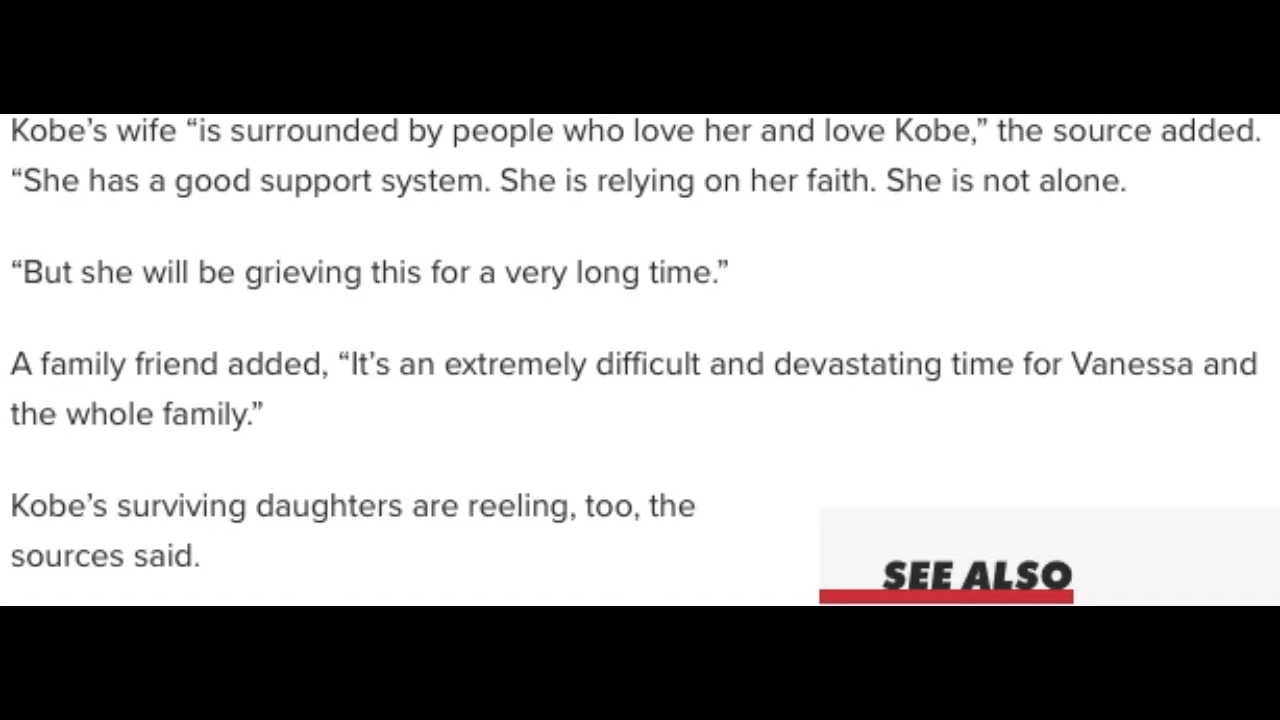 Kobe’s wife “is surrounded by people who love her and love Kobe,” the source added.
“She has a good support system. She is relying on her faith. She is not alone.
“But she will be grieving this for a very long time.”
A family friend added, “It’s an extremely difficult and devastating time for Vanessa and
the whole family.”
Kobe’s surviving daughters are reeling, too, the
sources said.
SEE ALSO